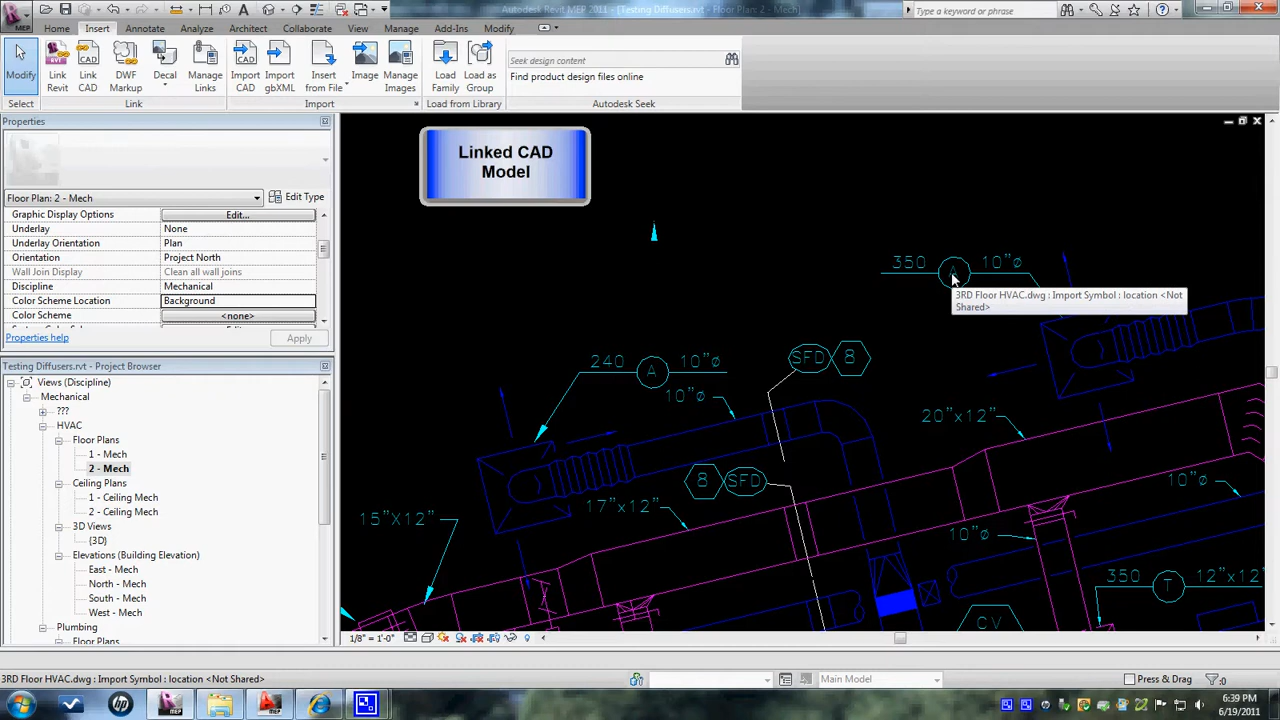 Autodesk Revit MEP 2011 - [Testing Diffusers.rvt - Floor Plan: 2 - Mech]
Type a keyword or phrase
Home Insert Annotate Analyze Architect Collaborate View Manage Add-Ins Modify
Modify
Link Revit
Link CAD
DWF Markup
Decal
Manage Links
Import CAD
Import gbXML
Insert from File
Image
Manage Images
Load Family
Load as Group
Seek design content
Find product design files online
Select Link Import Load from Library Autodesk Seek
Properties
Floor Plan: 2 - Mech Edit Type
Graphic Display Options Edit...
Underlay None
Underlay Orientation Plan
Orientation Project North
Wall Join Display Clean all wall joins
Discipline Mechanical
Color Scheme Location Background
Color Scheme <none>
Properties help Apply
Testing Diffusers.rvt - Project Browser
Views (Discipline)
Mechanical
???
HVAC
Floor Plans
1 - Mech
2 - Mech
Ceiling Plans
1 - Ceiling Mech
2 - Ceiling Mech
3D Views
(3D)
Elevations (Building Elevation)
East - Mech
North - Mech
South - Mech
West - Mech
Plumbing
Floor Plans
Linked CAD
Model
350 A 10"ø
3RD Floor HVAC.dwg : Import Symbol : location <Not
Shared>
240 A 10"ø
10"ø
SFD 8
20"x12"
8 SFD
17"x12"
15"X12"
10"ø
10"ø
350 T 12"x12"
CV
1/8" = 1'-0"
3RD Floor HVAC.dwg : Import Symbol : location <Not Shared>
Main Model
Press & Drag
:0
6:39 PM
6/19/2011